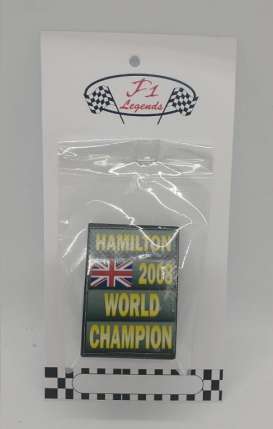 F1
Legends
HAMILTON
2008
WORLD
CHAMPION